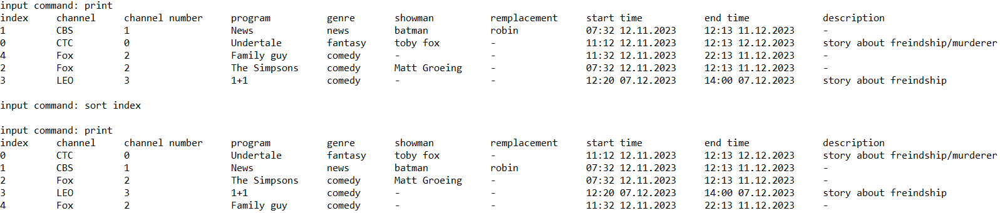 input command: print
index     channel     channel number     program         genre       showman          remplacement     start time           end time             description
1         CBS         1                  News            news        batman           robin            07:32 12.11.2023     12:13 11.12.2023     -
0         CTC         0                  Undertale       fantasy     toby fox         -                11:12 12.11.2023     12:13 12.12.2023     story about freindship/murderer
4         Fox         2                  Family guy      comedy      -                -                11:32 12.11.2023     22:13 11.12.2023     -
2         Fox         2                  The Simpsons    comedy      Matt Groeing     -                07:32 12.11.2023     12:13 11.12.2023     -
3         LEO         3                  1+1             comedy      -                -                12:20 07.12.2023     14:00 07.12.2023     story about freindship
input command: sort index
input command: print
index     channel     channel number     program         genre       showman          remplacement     start time           end time             description
0         CTC         0                  Undertale       fantasy     toby fox         -                11:12 12.11.2023     12:13 12.12.2023     story about freindship/murderer
1         CBS         1                  News            news        batman           robin            07:32 12.11.2023     12:13 11.12.2023     -
2         Fox         2                  The Simpsons    comedy      Matt Groeing     -                07:32 12.11.2023     12:13 11.12.2023     -
3         LEO         3                  1+1             comedy      -                -                12:20 07.12.2023     14:00 07.12.2023     story about freindship
4         Fox         2                  Family guy      comedy      -                -                11:32 12.11.2023     22:13 11.12.2023     -